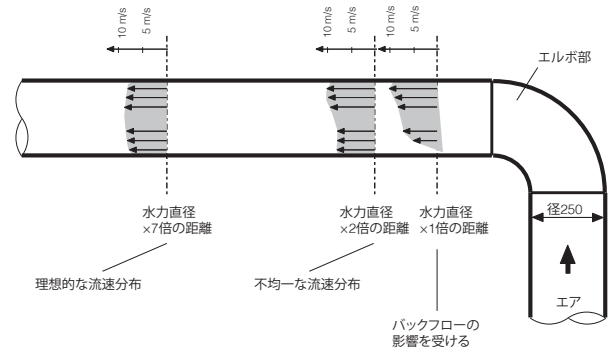 10 m/s
5 m/s
10 m/s
5 m/s
10 m/s
5 m/s
エルボ部
水力直径
×7倍の距離
水力直径
×2倍の距離
水力直径
×1倍の距離
径250
理想的な流速分布
不均一な流速分布
エア
バックフローの
影響を受ける